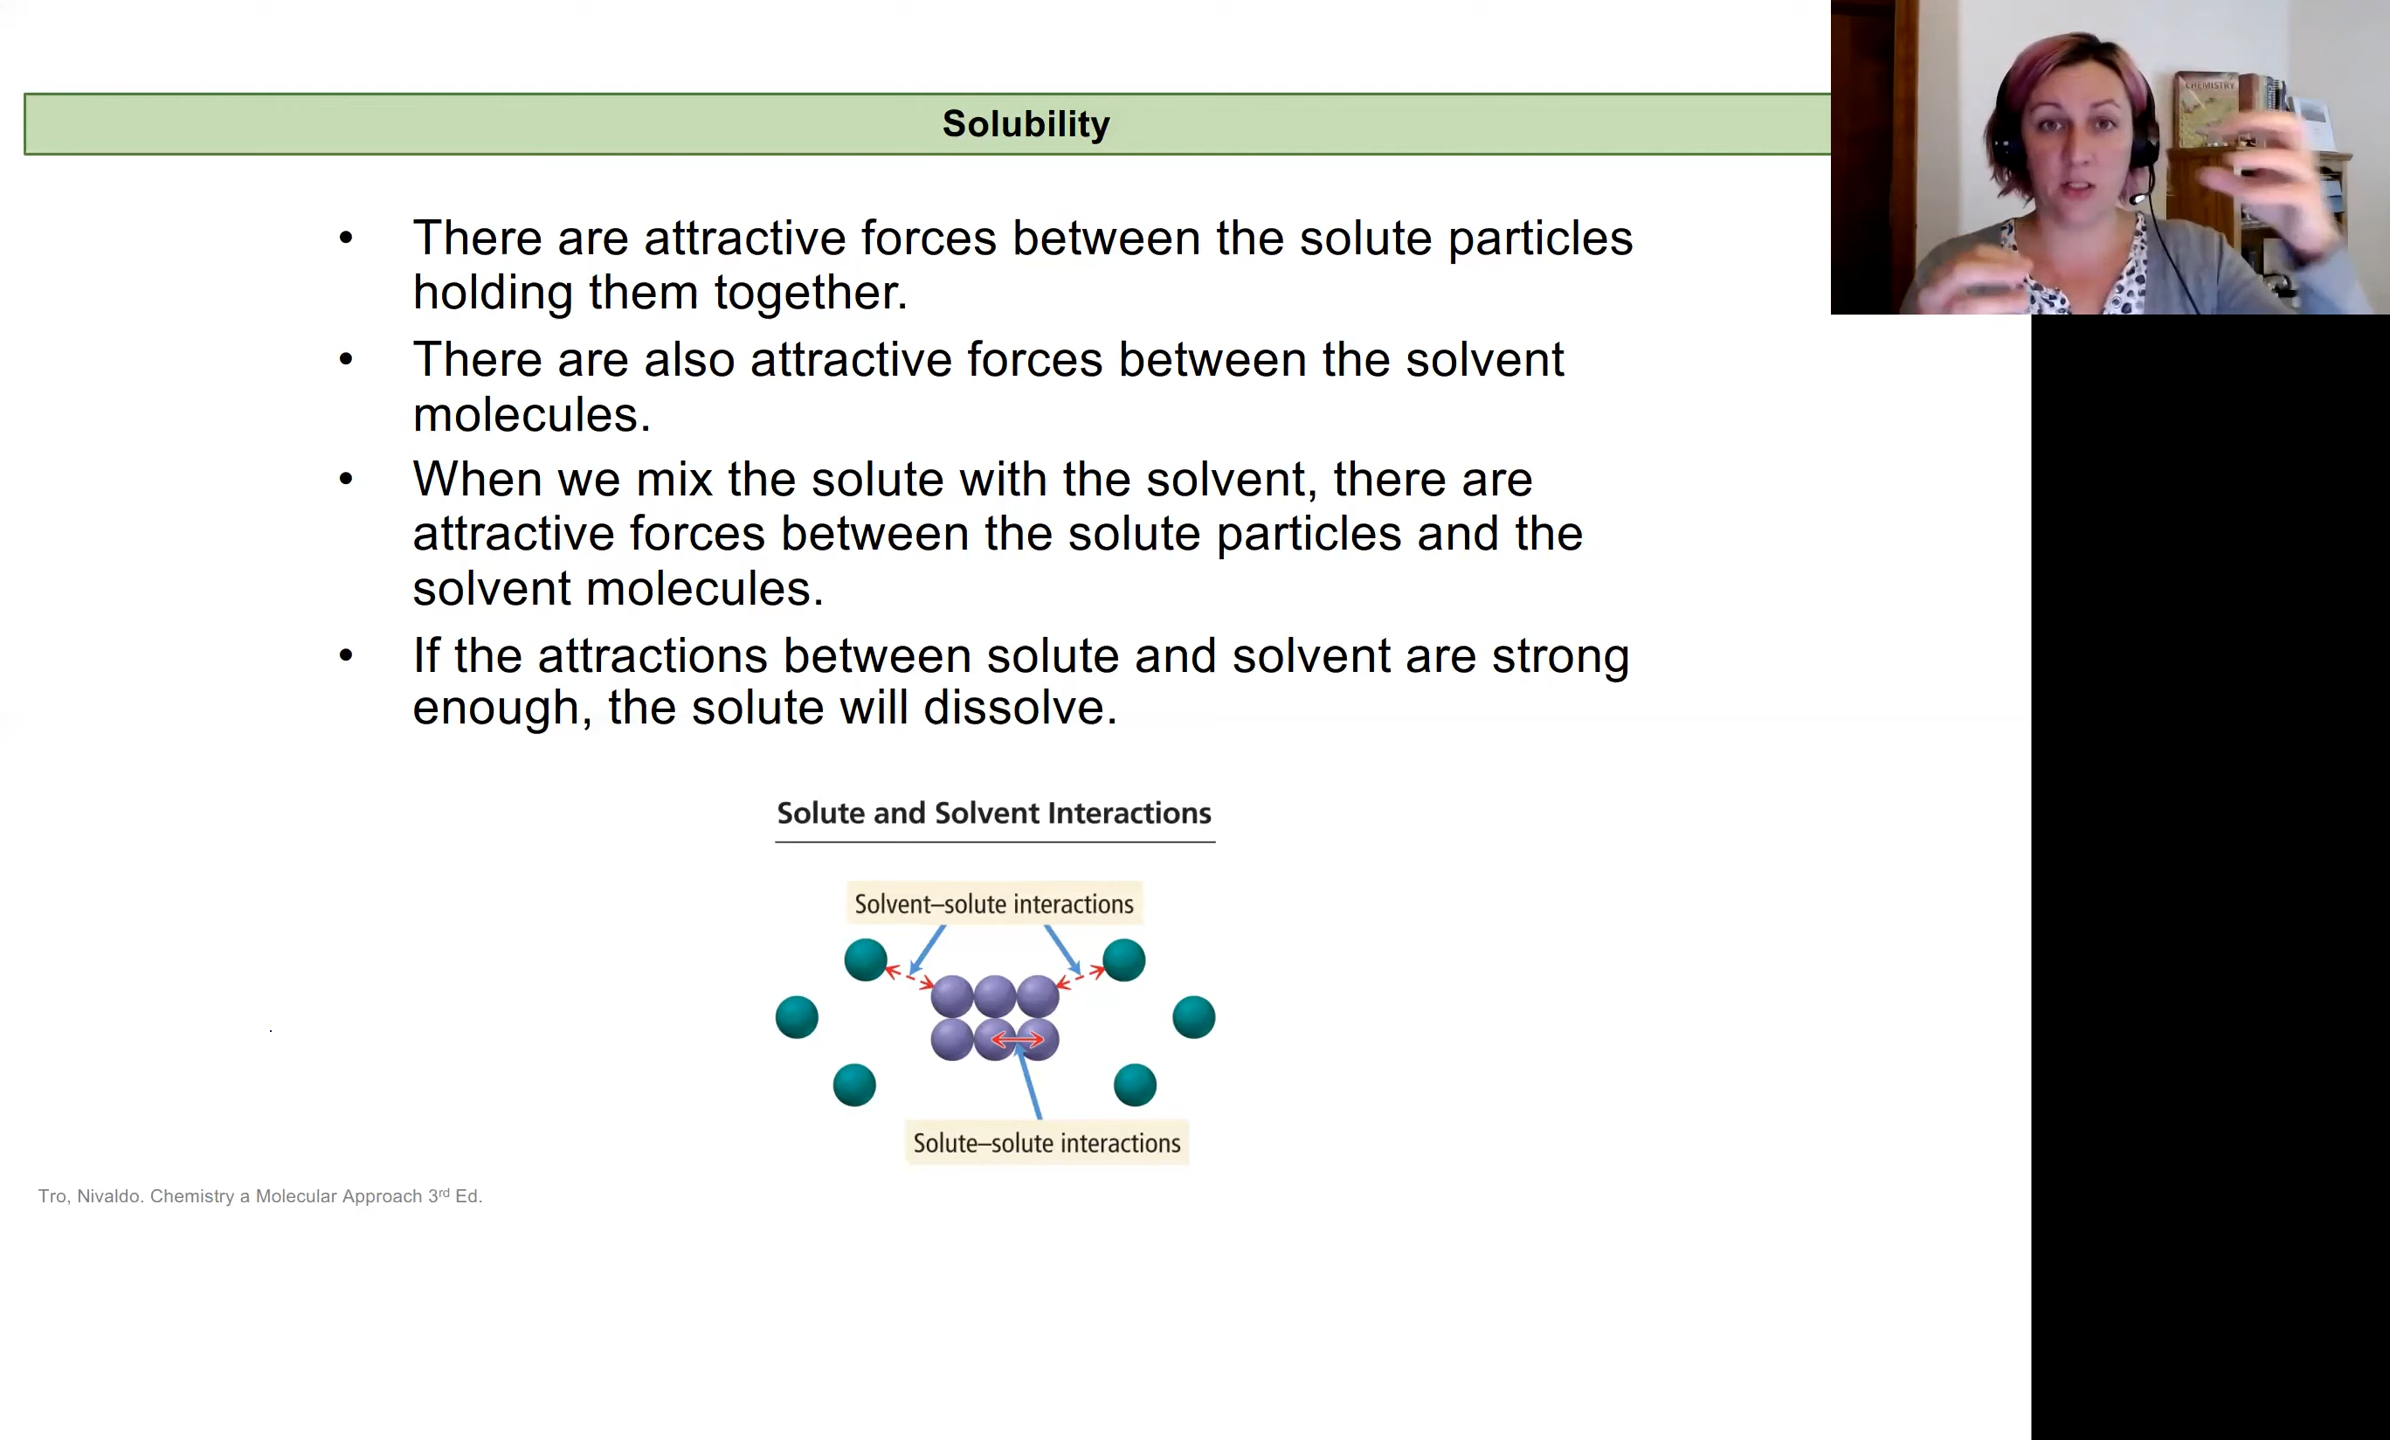 Solubility
CHEMISTRY
• There are attractive forces between the solute particles
holding them together.
• There are also attractive forces between the solvent
molecules.
• When we mix the solute with the solvent, there are
attractive forces between the solute particles and the
solvent molecules.
• If the attractions between solute and solvent are strong
enough, the solute will dissolve.
Solute and Solvent Interactions
Solvent–solute interactions
Solute–solute interactions
Tro, Nivaldo. Chemistry a Molecular Approach 3rd Ed.